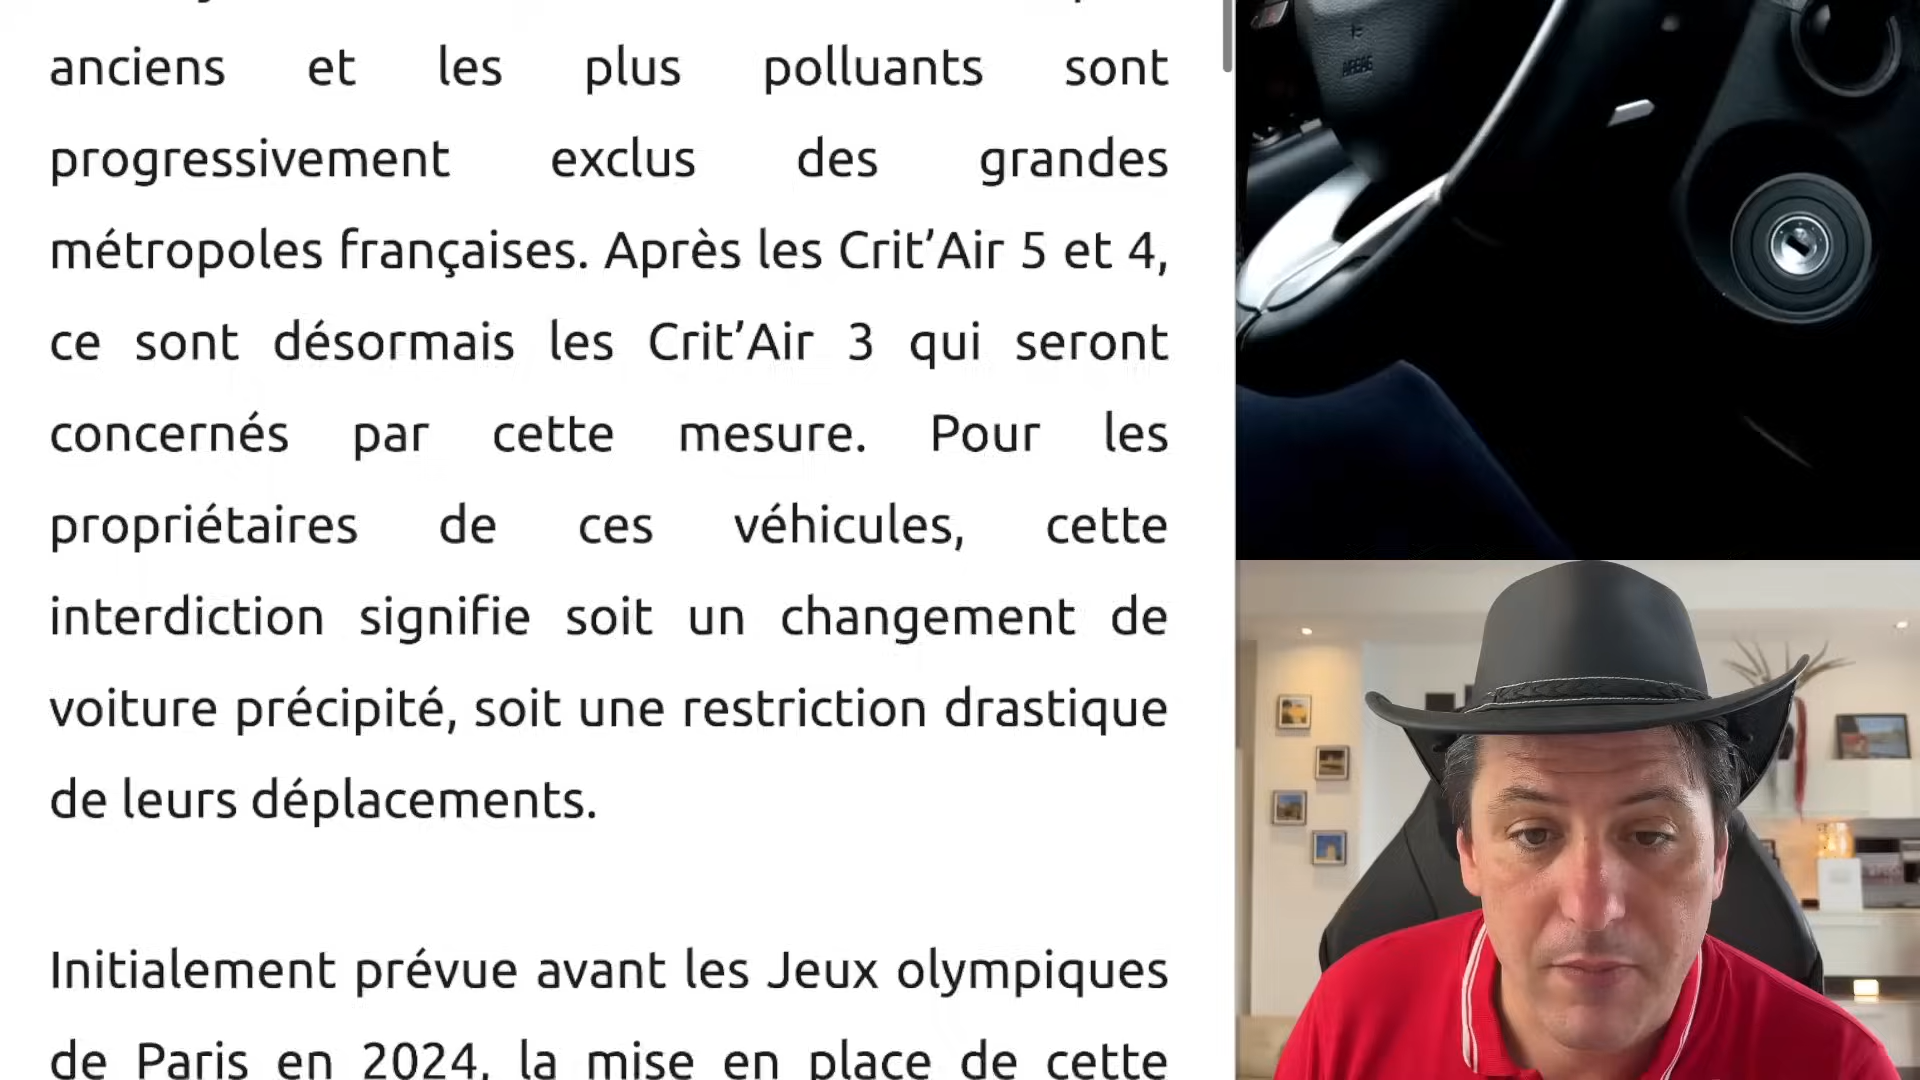 anciens et les plus polluants sont
progressivement exclus des grandes
métropoles françaises. Après les Crit’Air 5 et 4,
ce sont désormais les Crit’Air 3 qui seront
concernés par cette mesure. Pour les
propriétaires de ces véhicules, cette
interdiction signifie soit un changement de
voiture précipité, soit une restriction drastique
de leurs déplacements.
Initialement prévue avant les Jeux olympiques
de Paris en 2024, la mise en place de cette
AIRBAG